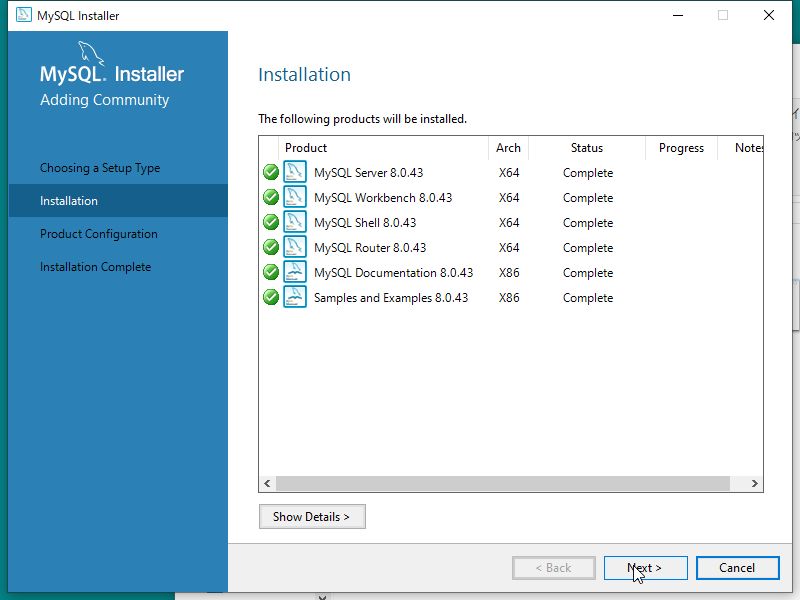 MySQL Installer
MySQL. Installer
Adding Community
Choosing a Setup Type
Installation
Product Configuration
Installation Complete
Installation
The following products will be installed.
Product Arch Status Progress Notes
MySQL Server 8.0.43 X64 Complete
MySQL Workbench 8.0.43 X64 Complete
MySQL Shell 8.0.43 X64 Complete
MySQL Router 8.0.43 X64 Complete
MySQL Documentation 8.0.43 X86 Complete
Samples and Examples 8.0.43 X86 Complete
Show Details >
< Back Next > Cancel